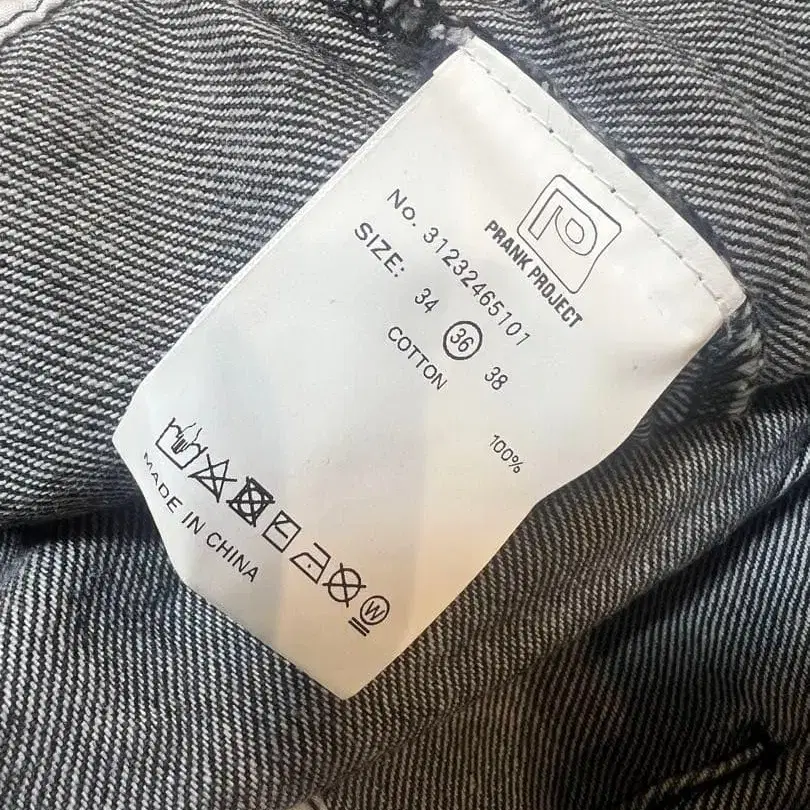 PRANK PROJECT
No. 31232465101
SIZE: 34 36 38
COTTON 100%
W
MADE IN CHINA